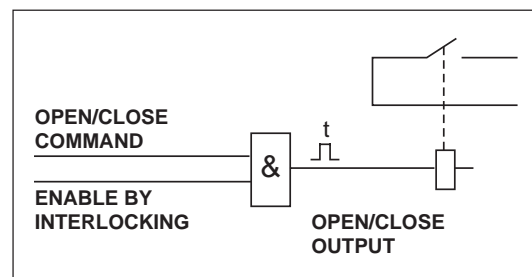 OPEN/CLOSE
COMMAND
&
t
ENABLE BY
INTERLOCKING
OPEN/CLOSE
OUTPUT